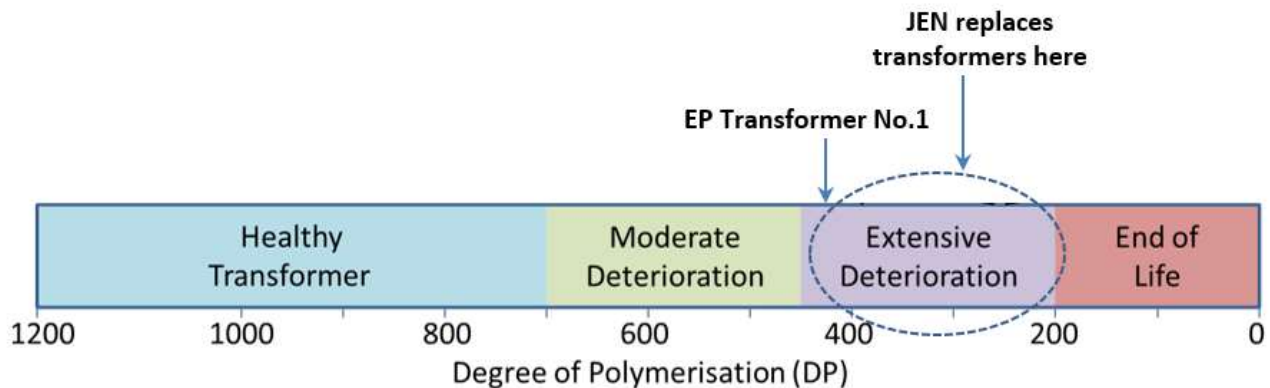 JEN replaces
transformers here
EP Transformer No.1
Healthy
Transformer
Moderate
Deterioration
Extensive
Deterioration
End of
Life
1200
1000
800
600
400
200
0
Degree of Polymerisation (DP)